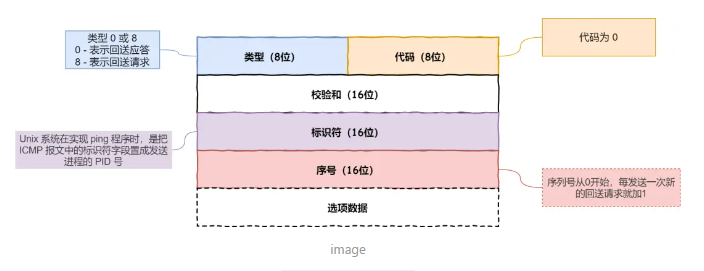 类型 0 或 8
0 - 表示回送应答
8 - 表示回送请求
类型（8位）
代码（8位）
代码为 0
校验和（16位）
Unix 系统在实现 ping 程序时，是把
ICMP 报文中的标识符字段置成发送
进程的 PID 号
标识符（16位）
序号（16位）
序列号从0开始，每发送一次新
的回送请求就加1
选项数据
image